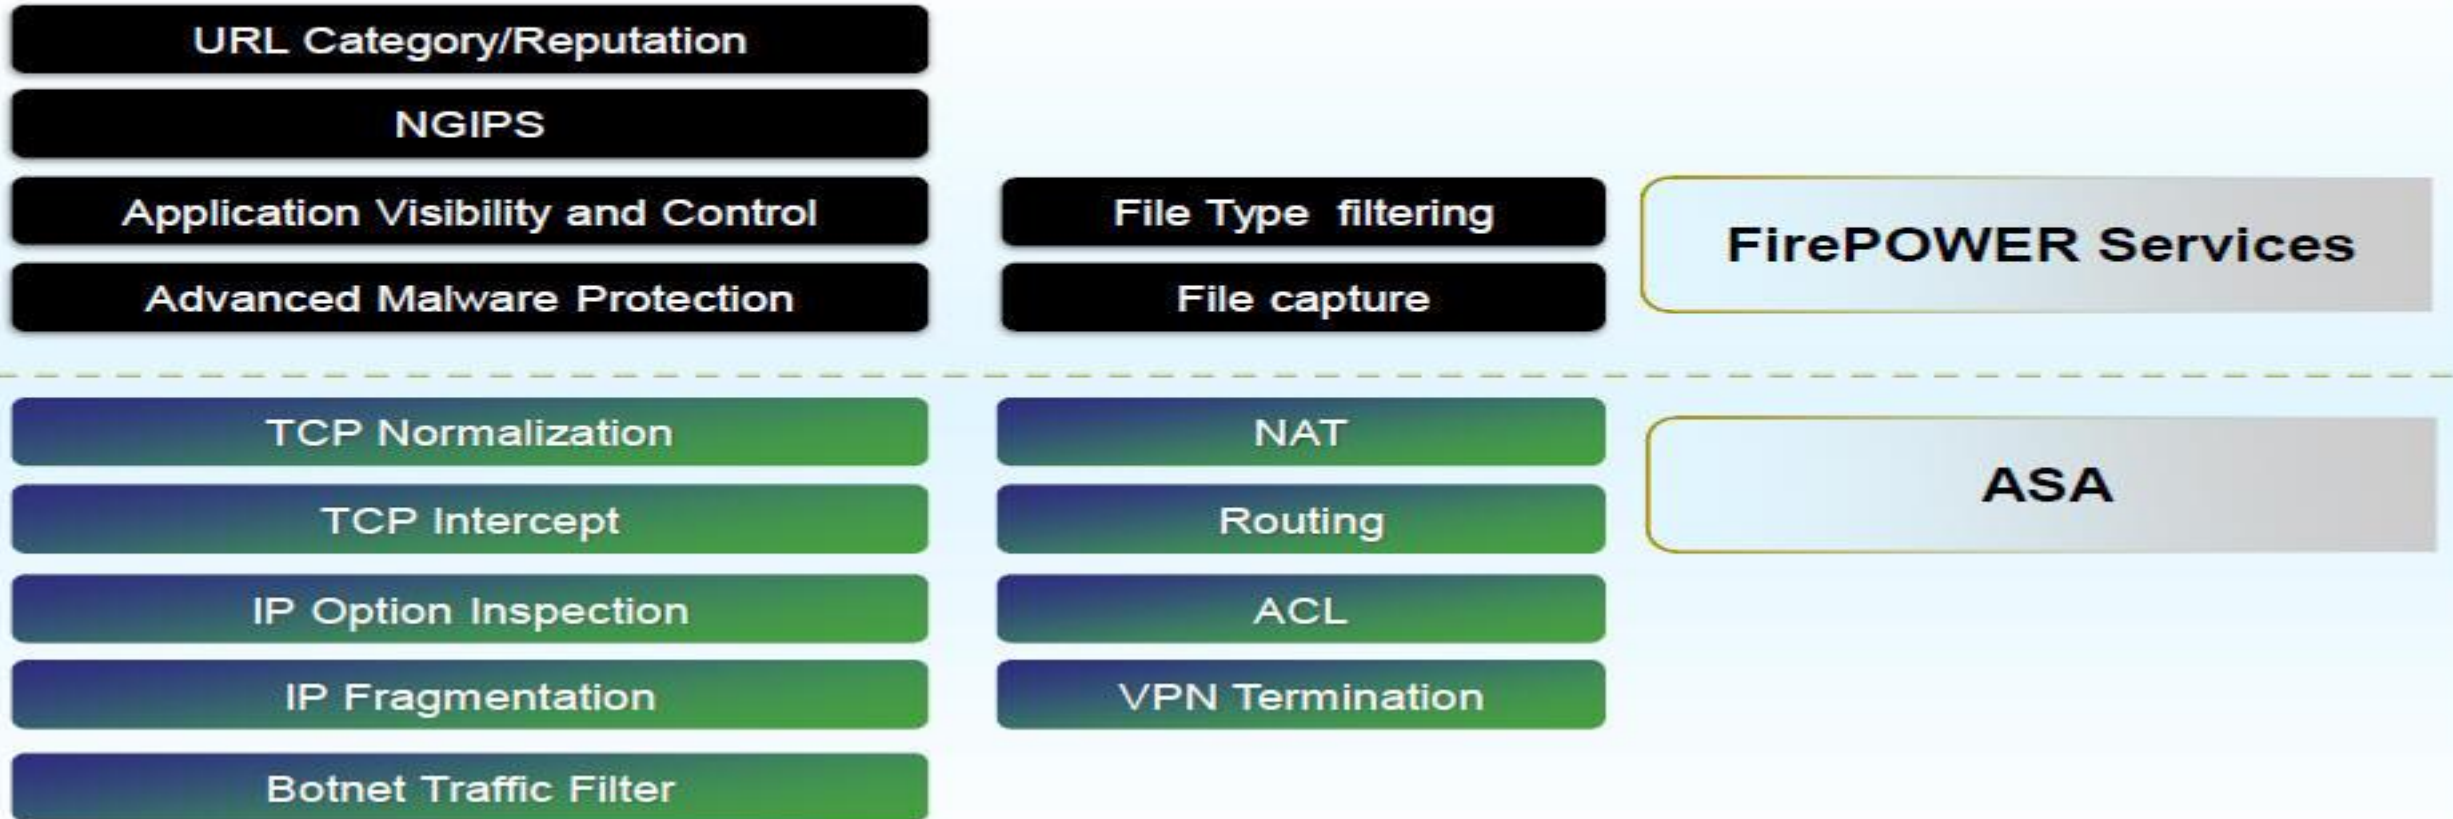 URL Category/Reputation
NGIPS
Application Visibility and Control
Advanced Malware Protection
File Type filtering
File capture
FirePOWER Services
TCP Normalization
TCP Intercept
IP Option Inspection
IP Fragmentation
Botnet Traffic Filter
NAT
Routing
ACL
VPN Termination
ASA